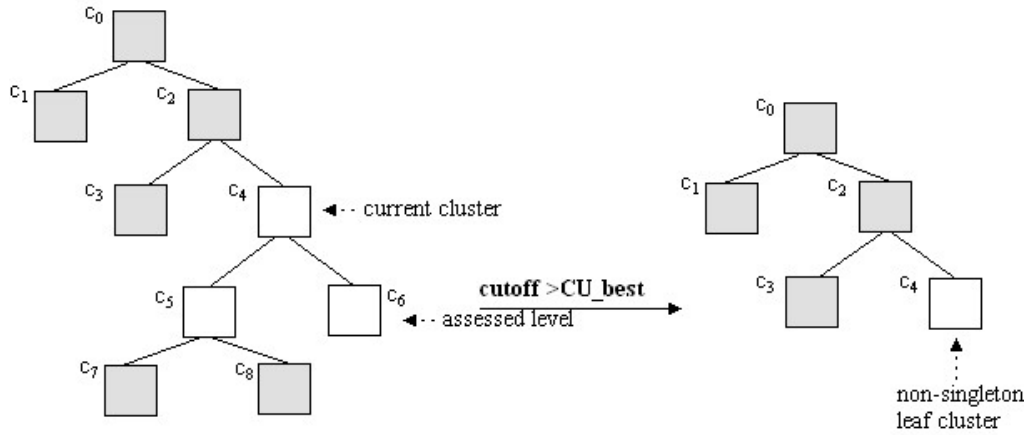 c0
c1
c2
c3
c4
current cluster
c5
c6
assessed level
c7
c8
cutoff >CU_best
c0
c1
c2
c3
c4
non-singleton
leaf cluster